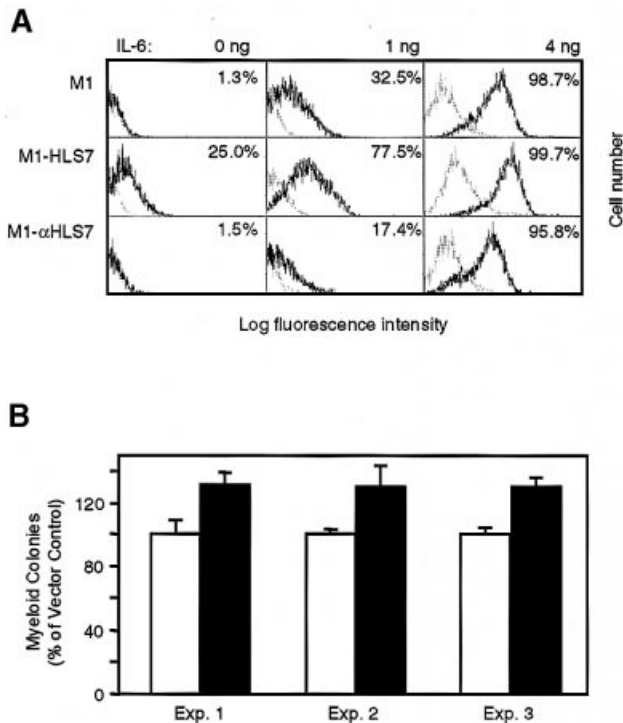 A
IL-6: 0 ng 1 ng 4 ng
M1 1.3% 32.5% 98.7%
M1-HLS7 25.0% 77.5% 99.7%
M1-αHLS7 1.5% 17.4% 95.8%
Cell number
Log fluorescence intensity
B
Myeloid Colonies
(% of Vector Control)
120
80
40
0
Exp. 1 Exp. 2 Exp. 3